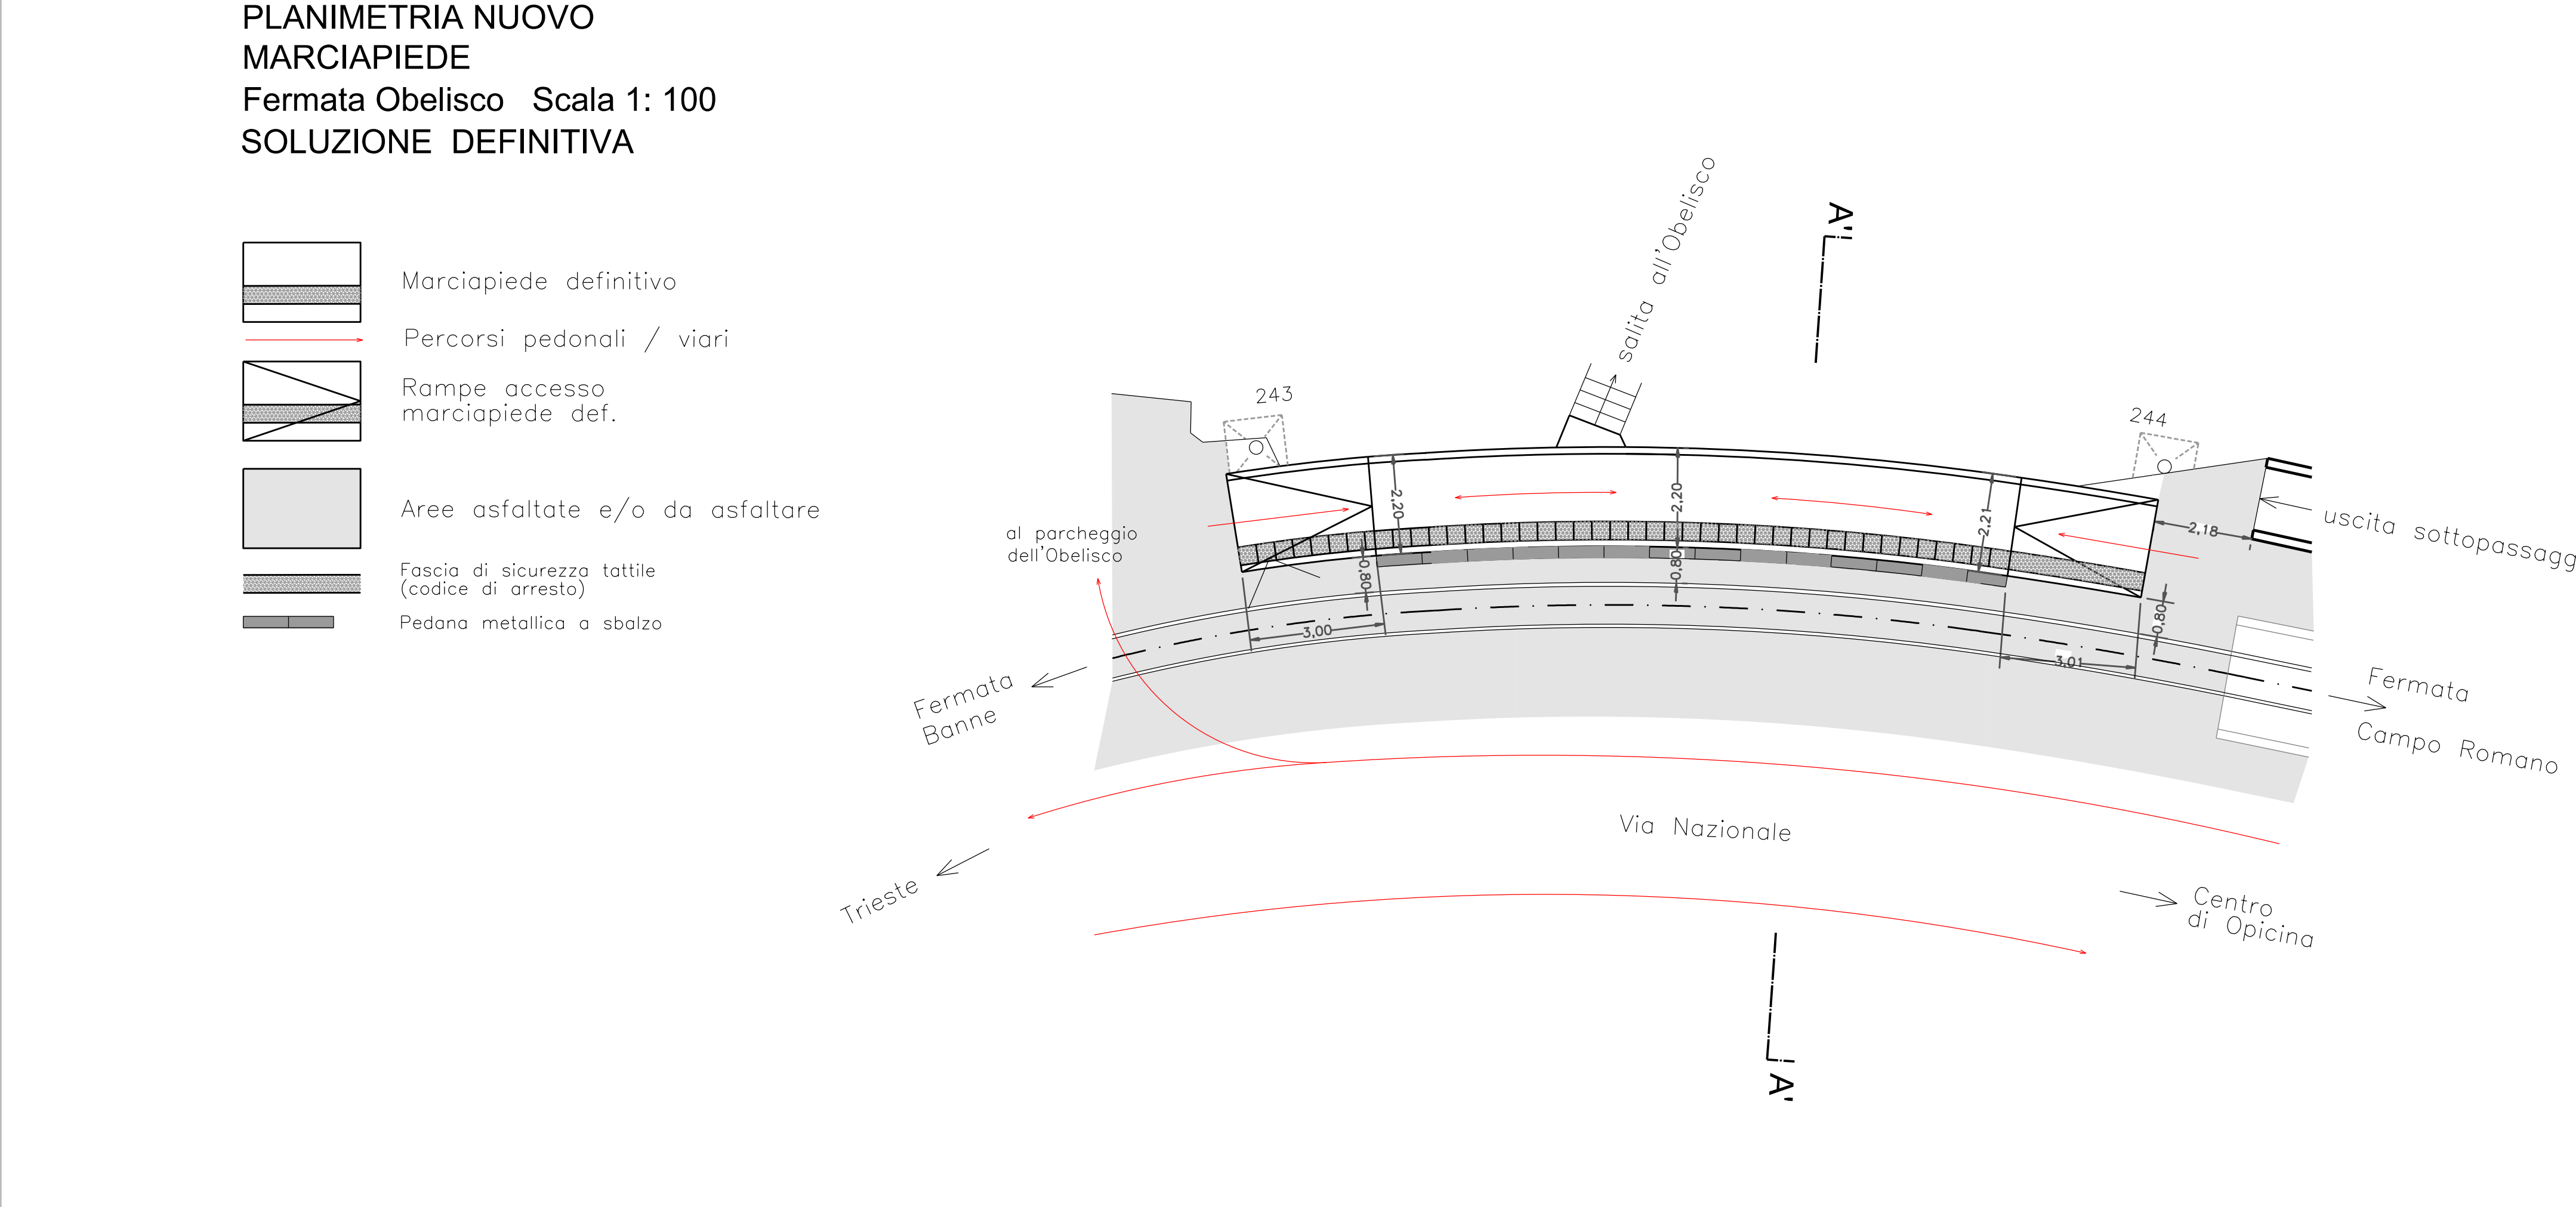 PLANIMETRIA NUOVO
MARCIAPIEDE
Fermata Obelisco Scala 1: 100
SOLUZIONE DEFINITIVA
Marciapiede definitivo
Percorsi pedonali / viari
Rampe accesso
marciapiede def.
Aree asfaltate e/o da asfaltare
Fascia di sicurezza tattile
(codice di arresto)
Pedana metallica a sbalzo
salita all'Obelisco
A'
243
244
2,20
2,20
2,21
2,18
uscita sottopassagg
al parcheggio
dell'Obelisco
0,80
0,80
0,80
3,00
3,01
Fermata
Banne
Fermata
Campo Romano
Via Nazionale
Trieste
Centro
di Opicina
A'